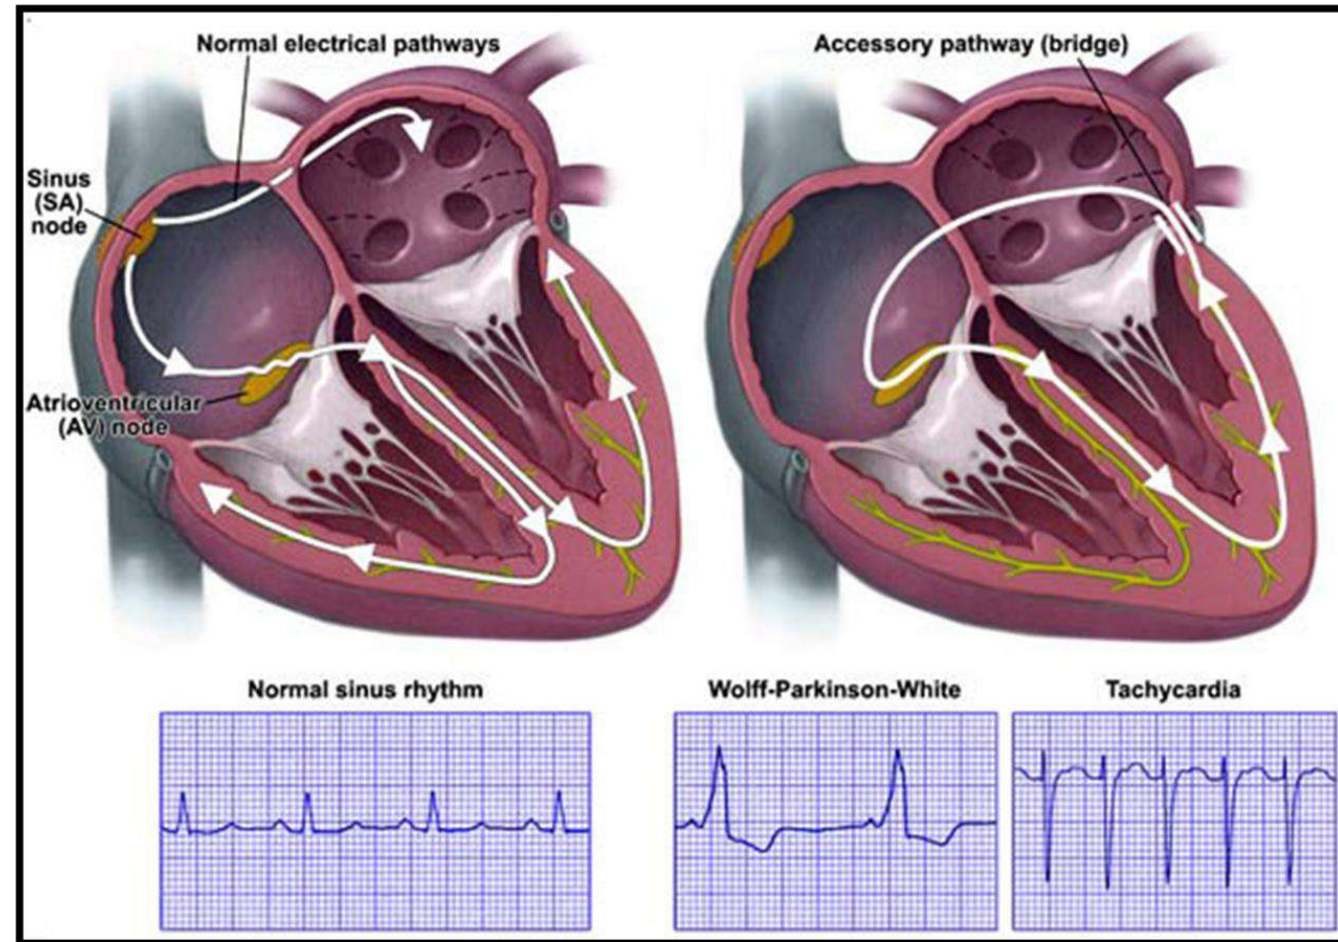 Normal electrical pathways
Accessory pathway (bridge)
Sinus
(SA)
node
Atrioventricular
(AV) node
Normal sinus rhythm
Wolff-Parkinson-White
Tachycardia